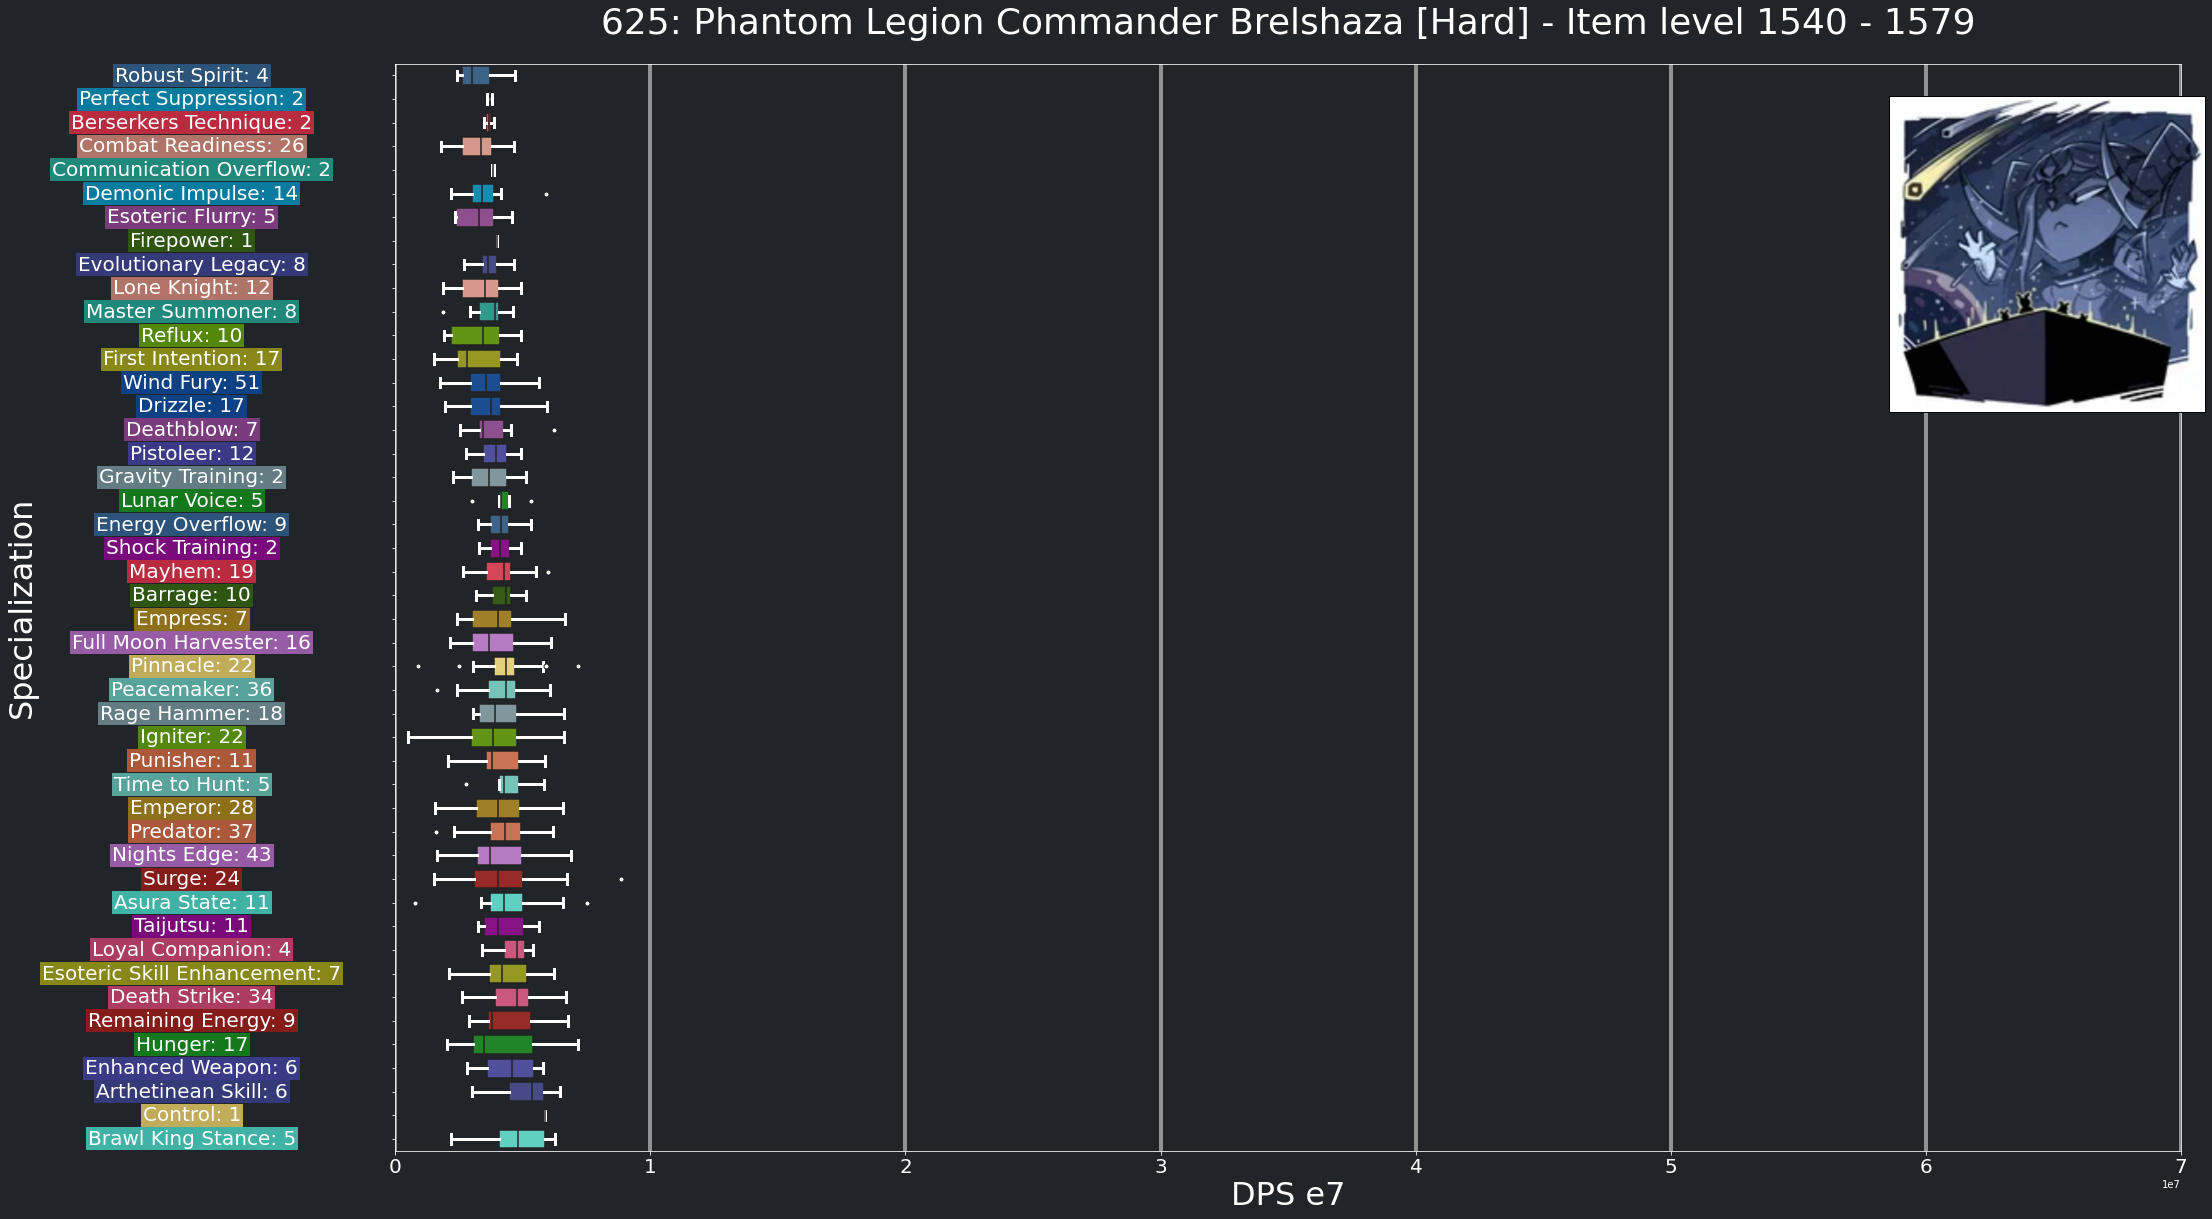 625: Phantom Legion Commander Brelshaza [Hard] - Item level 1540 - 1579
Specialization
Robust Spirit: 4
Perfect Suppression: 2
Berserkers Technique: 2
Combat Readiness: 26
Communication Overflow: 2
Demonic Impulse: 14
Esoteric Flurry: 5
Firepower: 1
Evolutionary Legacy: 8
Lone Knight: 12
Master Summoner: 8
Reflux: 10
First Intention: 17
Wind Fury: 51
Drizzle: 17
Deathblow: 7
Pistoleer: 12
Gravity Training: 2
Lunar Voice: 5
Energy Overflow: 9
Shock Training: 2
Mayhem: 19
Barrage: 10
Empress: 7
Full Moon Harvester: 16
Pinnacle: 22
Peacemaker: 36
Rage Hammer: 18
Igniter: 22
Punisher: 11
Time to Hunt: 5
Emperor: 28
Predator: 37
Nights Edge: 43
Surge: 24
Asura State: 11
Taijutsu: 11
Loyal Companion: 4
Esoteric Skill Enhancement: 7
Death Strike: 34
Remaining Energy: 9
Hunger: 17
Enhanced Weapon: 6
Arthetinean Skill: 6
Control: 1
Brawl King Stance: 5
0 1 2 3 4 5 6 7
1e7
DPS e7